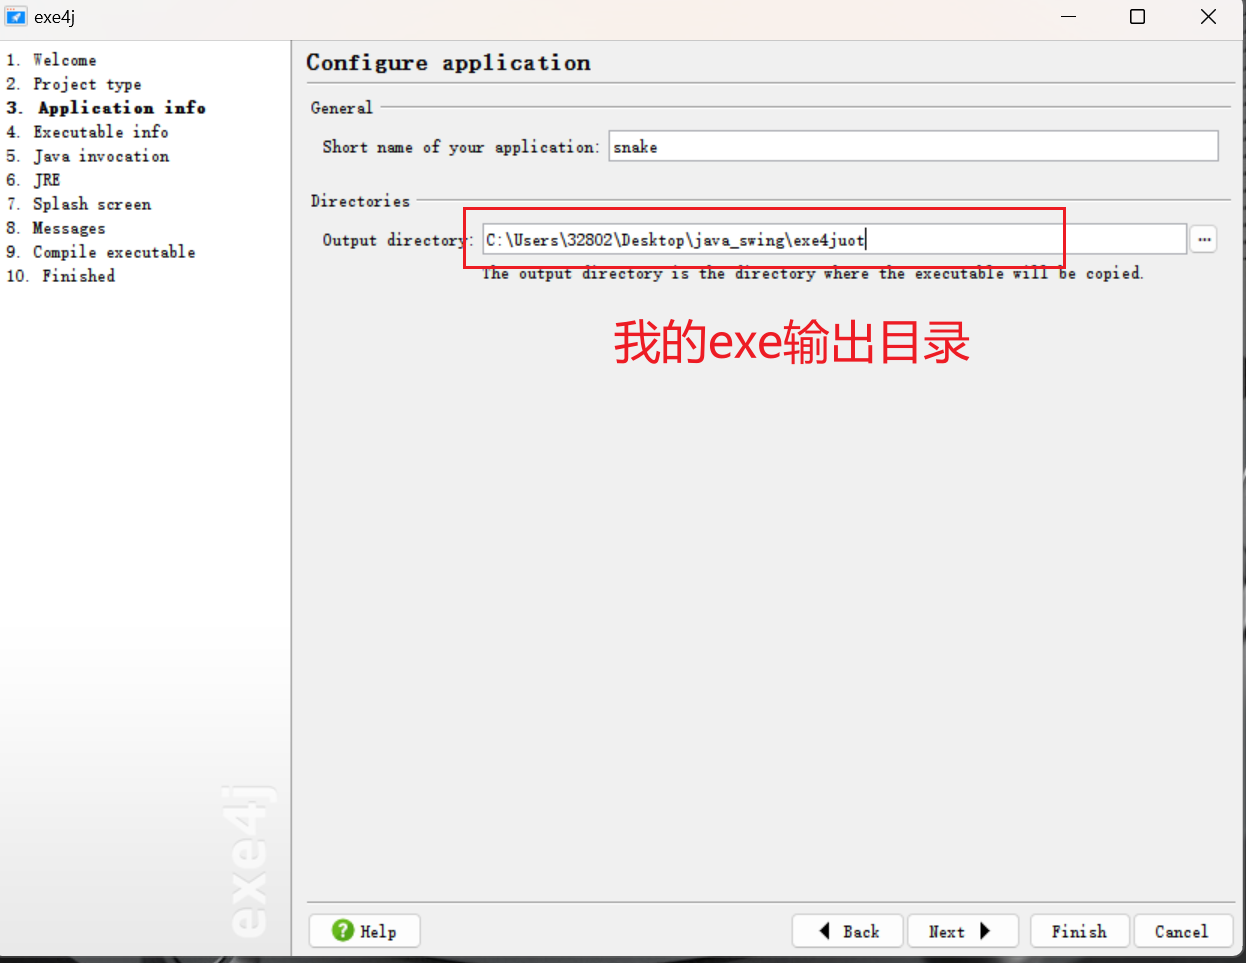 exe4j
1. Welcome
2. Project type
3. Application info
4. Executable info
5. Java invocation
6. JRE
7. Splash screen
8. Messages
9. Compile executable
10. Finished
exe4j
Configure application
General
Short name of your application: snake
Directories
Output directory: C:\Users\32802\Desktop\java_swing\exe4juot ...
The output directory is the directory where the executable will be copied.
我的exe输出目录
Help Back Next Finish Cancel